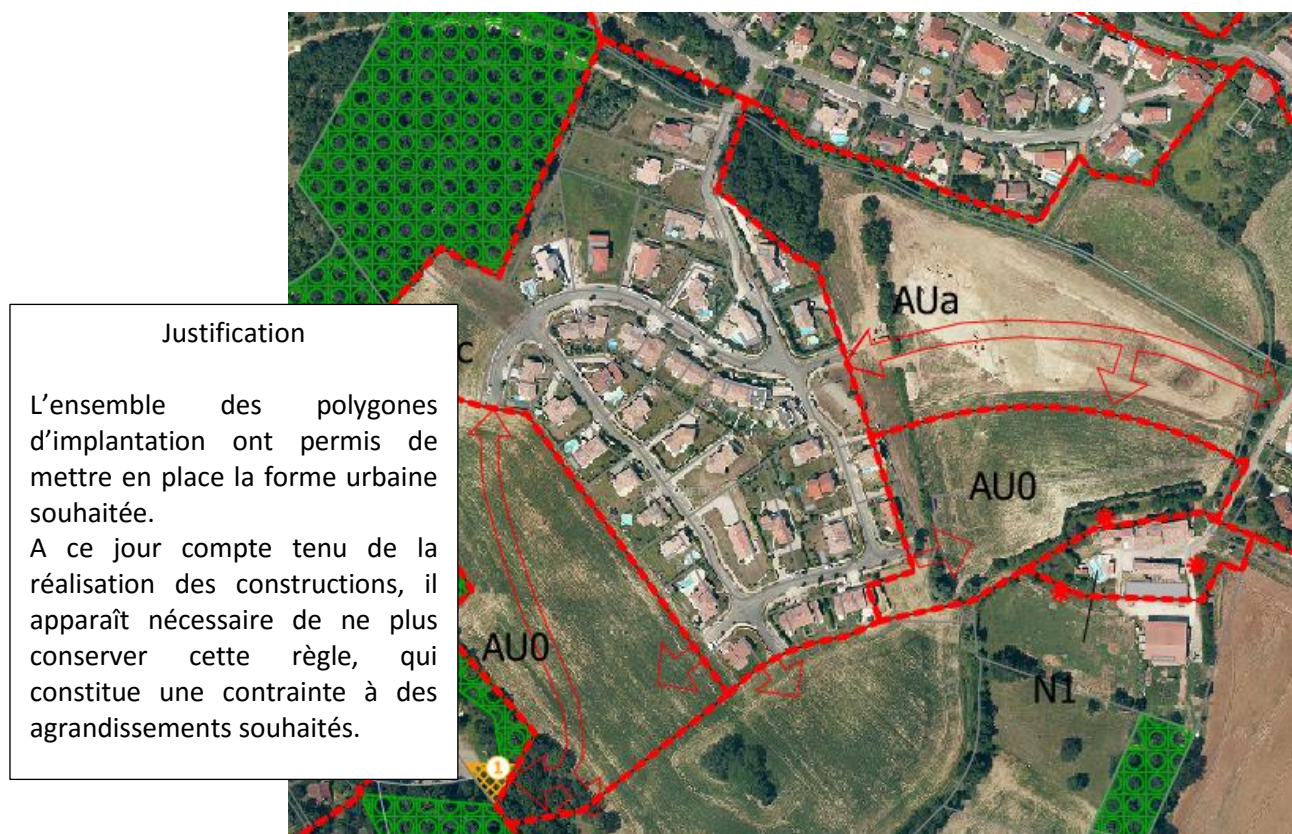 Justification
L’ensemble des polygones
d’implantation ont permis de
mettre en place la forme urbaine
souhaitée.
A ce jour compte tenu de la
réalisation des constructions, il
apparaît nécessaire de ne plus
conserver cette règle, qui
constitue une contrainte à des
agrandissements souhaités.
c
AUa
AU0
AU0
N1
1